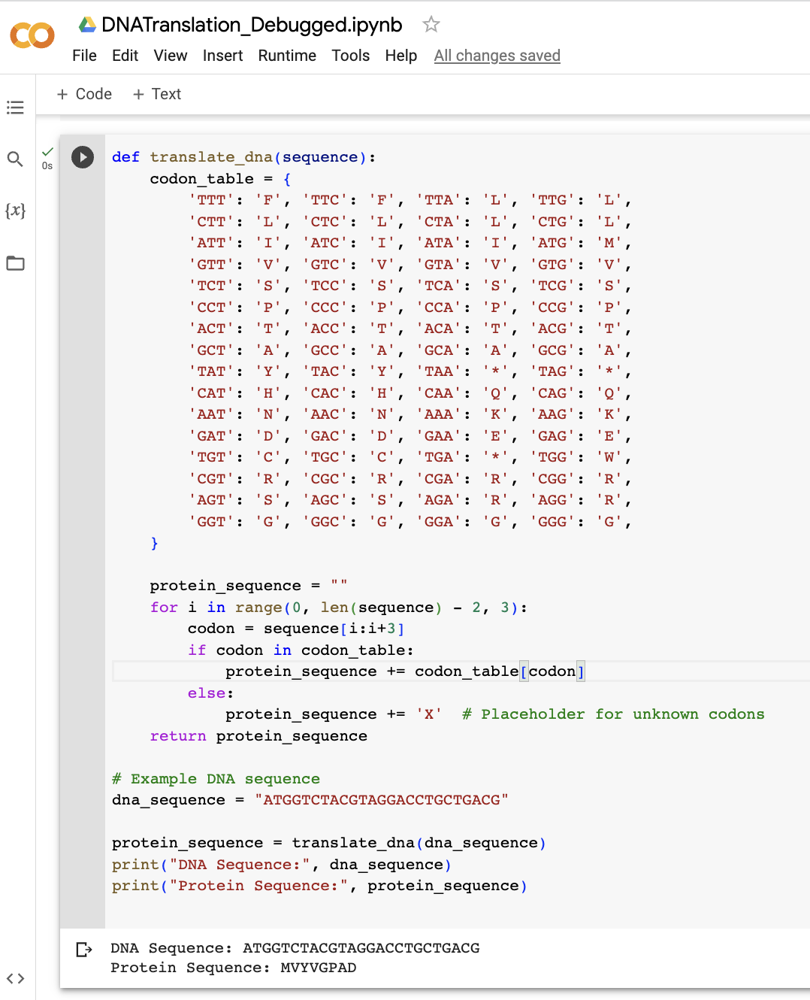 DNATranslation_Debugged.ipynb
File Edit View Insert Runtime Tools Help All changes saved
+ Code + Text
0s
{x}
def translate_dna(sequence):
    codon_table = {
        'TTT': 'F', 'TTC': 'F', 'TTA': 'L', 'TTG': 'L',
        'CTT': 'L', 'CTC': 'L', 'CTA': 'L', 'CTG': 'L',
        'ATT': 'I', 'ATC': 'I', 'ATA': 'I', 'ATG': 'M',
        'GTT': 'V', 'GTC': 'V', 'GTA': 'V', 'GTG': 'V',
        'TCT': 'S', 'TCC': 'S', 'TCA': 'S', 'TCG': 'S',
        'CCT': 'P', 'CCC': 'P', 'CCA': 'P', 'CCG': 'P',
        'ACT': 'T', 'ACC': 'T', 'ACA': 'T', 'ACG': 'T',
        'GCT': 'A', 'GCC': 'A', 'GCA': 'A', 'GCG': 'A',
        'TAT': 'Y', 'TAC': 'Y', 'TAA': '*', 'TAG': '*',
        'CAT': 'H', 'CAC': 'H', 'CAA': 'Q', 'CAG': 'Q',
        'AAT': 'N', 'AAC': 'N', 'AAA': 'K', 'AAG': 'K',
        'GAT': 'D', 'GAC': 'D', 'GAA': 'E', 'GAG': 'E',
        'TGT': 'C', 'TGC': 'C', 'TGA': '*', 'TGG': 'W',
        'CGT': 'R', 'CGC': 'R', 'CGA': 'R', 'CGG': 'R',
        'AGT': 'S', 'AGC': 'S', 'AGA': 'R', 'AGG': 'R',
        'GGT': 'G', 'GGC': 'G', 'GGA': 'G', 'GGG': 'G',
    }
    protein_sequence = ""
    for i in range(0, len(sequence) - 2, 3):
        codon = sequence[i:i+3]
        if codon in codon_table:
            protein_sequence += codon_table[codon]
        else:
            protein_sequence += 'X'  # Placeholder for unknown codons
    return protein_sequence
# Example DNA sequence
dna_sequence = "ATGGTCTACGTAGGACCTGCTGACG"
protein_sequence = translate_dna(dna_sequence)
print("DNA Sequence:", dna_sequence)
print("Protein Sequence:", protein_sequence)
DNA Sequence: ATGGTCTACGTAGGACCTGCTGACG
Protein Sequence: MVYVGPAD